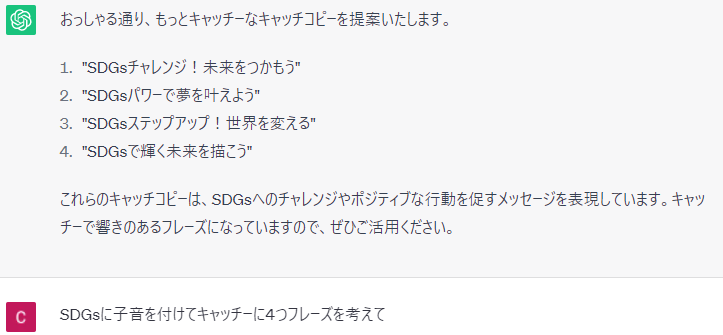 おっしゃる通り、もっとキャッチーなキャッチコピーを提案いたします。
1. "SDGsチャレンジ！未来をつかもう"
2. "SDGsパワーで夢を叶えよう"
3. "SDGsステップアップ！世界を変える"
4. "SDGsで輝く未来を描こう"
これらのキャッチコピーは、SDGsへのチャレンジやポジティブな行動を促すメッセージを表現しています。キャッ
チーで響きのあるフレーズになっていますので、ぜひご活用ください。
C
SDGsに子音を付けてキャッチーに4つフレーズを考えて